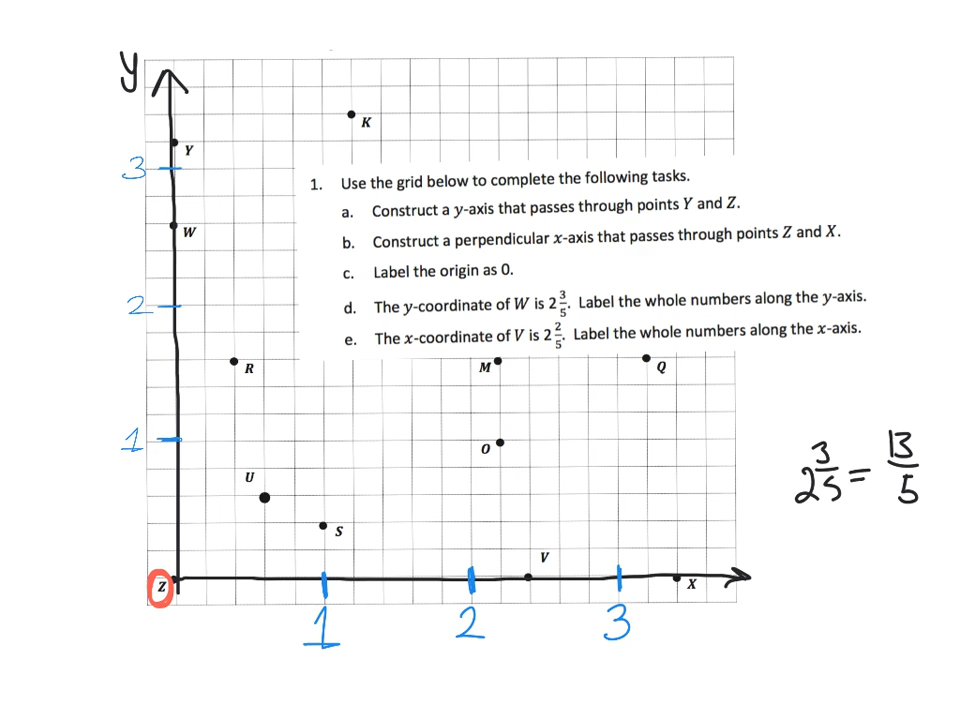 y
K
Y
3
1. Use the grid below to complete the following tasks.
a. Construct a y-axis that passes through points Y and Z.
W
b. Construct a perpendicular x-axis that passes through points Z and X.
c. Label the origin as 0.
2
d. The y-coordinate of W is 2 3/5. Label the whole numbers along the y-axis.
e. The x-coordinate of V is 2 2/5. Label the whole numbers along the x-axis.
R
M
Q
1
O
2 3/5 = 13/5
U
S
V
Z
X
1 2 3